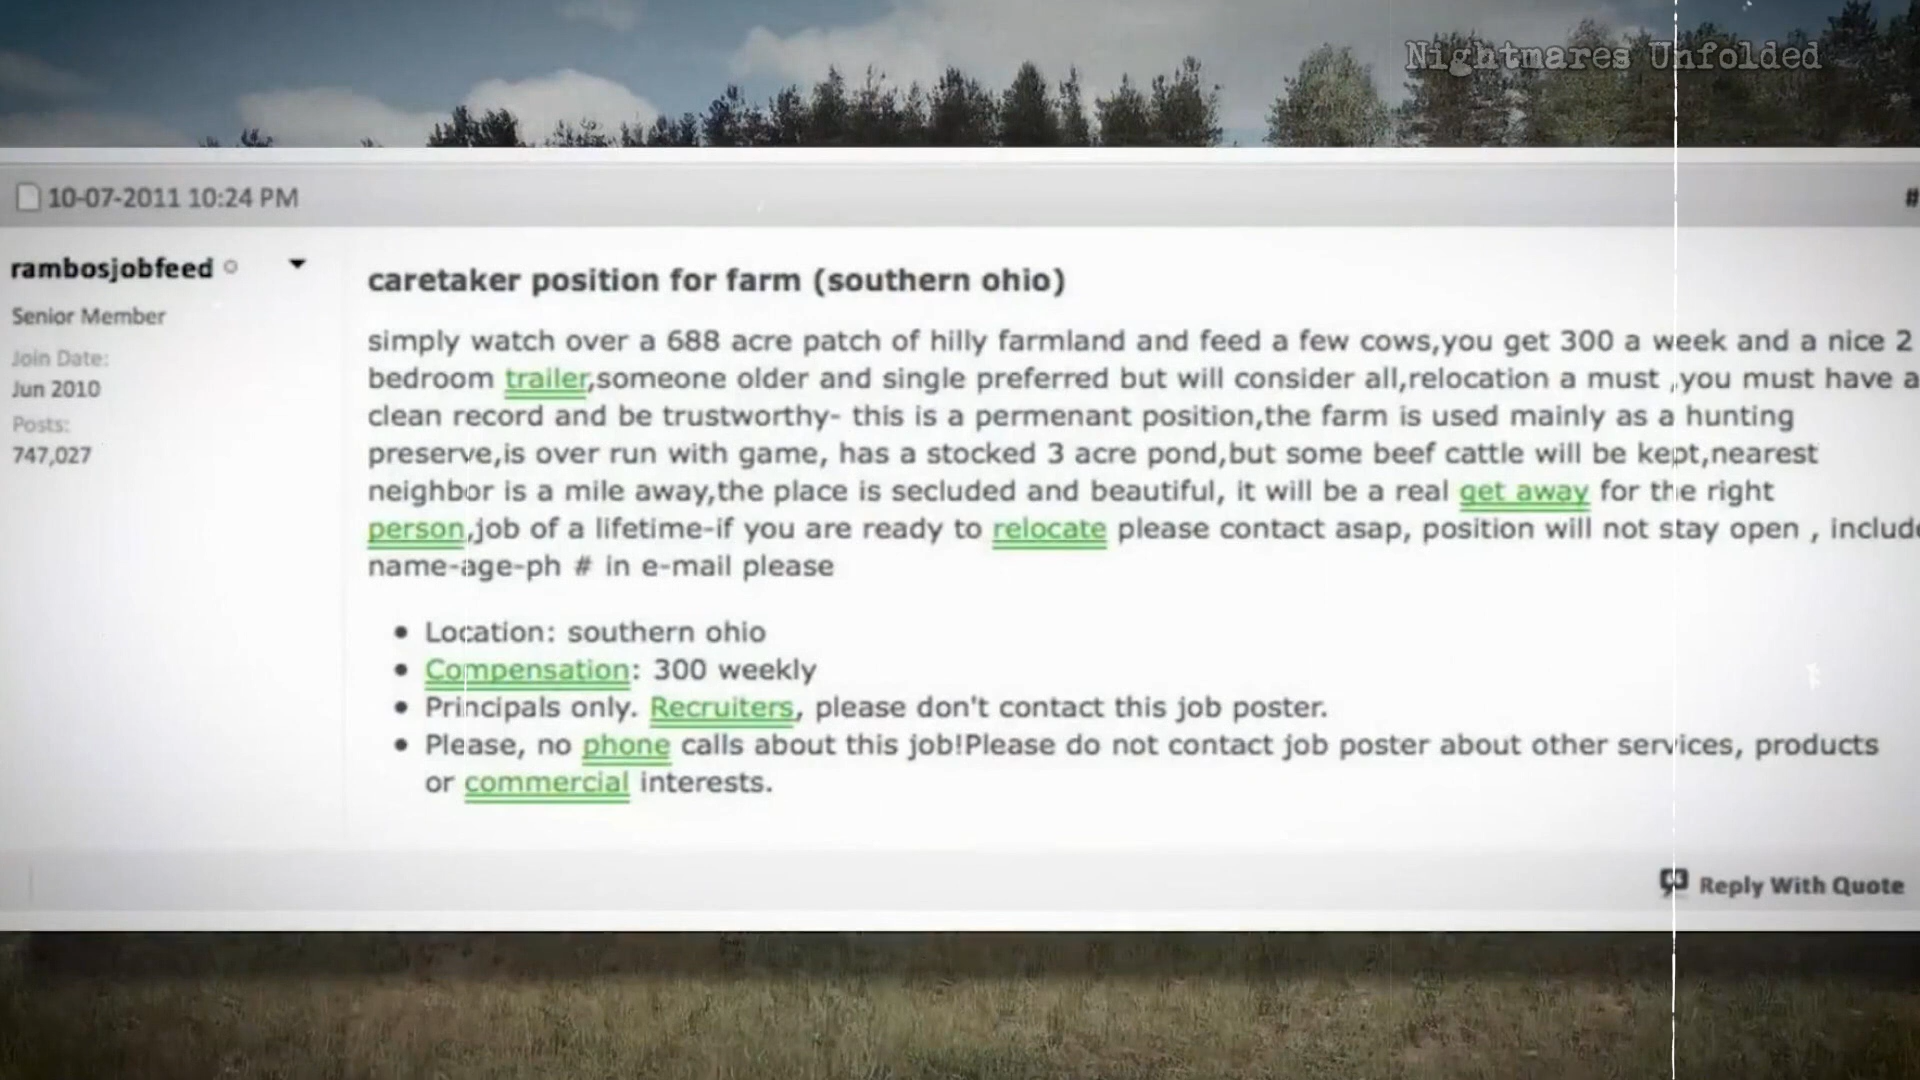 Nightmares Unfolded
10-07-2011 10:24 PM
#
rambosjobfeed
Senior Member
Join Date:
Jun 2010
Posts:
747,027
caretaker position for farm (southern ohio)
simply watch over a 688 acre patch of hilly farmland and feed a few cows,you get 300 a week and a nice 2
bedroom trailer,someone older and single preferred but will consider all,relocation a must ,you must have a
clean record and be trustworthy- this is a permenant position,the farm is used mainly as a hunting
preserve,is over run with game, has a stocked 3 acre pond,but some beef cattle will be kept,nearest
neighbor is a mile away,the place is secluded and beautiful, it will be a real get away for the right
person,job of a lifetime-if you are ready to relocate please contact asap, position will not stay open , include
name-age-ph # in e-mail please
• Location: southern ohio
• Compensation: 300 weekly
• Principals only. Recruiters, please don't contact this job poster.
• Please, no phone calls about this job!Please do not contact job poster about other services, products
or commercial interests.
Reply With Quote